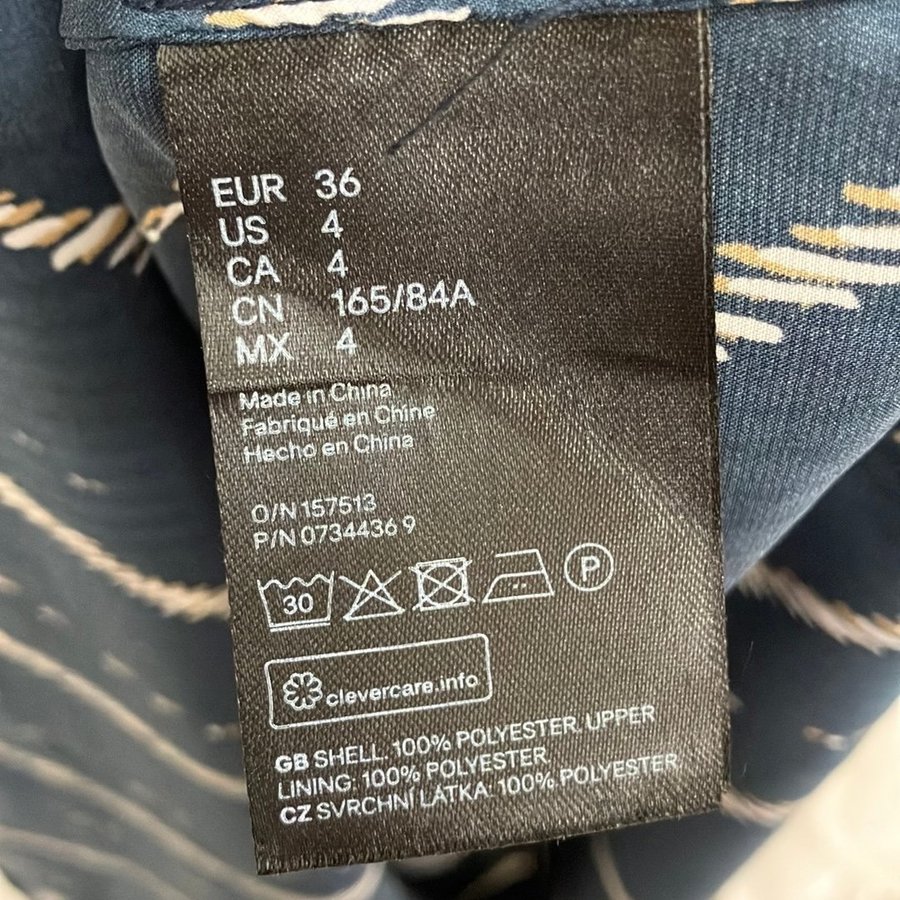 EUR 36
US 4
CA 4
CN 165/84A
MX 4
Made in China
Fabriqué en Chine
Hecho en China
O/N 157513
P/N 0734436 9
30
P
clevercare.info
GB SHELL. 100% POLYESTER. UPPER
LINING: 100% POLYESTER
CZ SVRCHNÍ LÁTKA: 100% POLYESTER